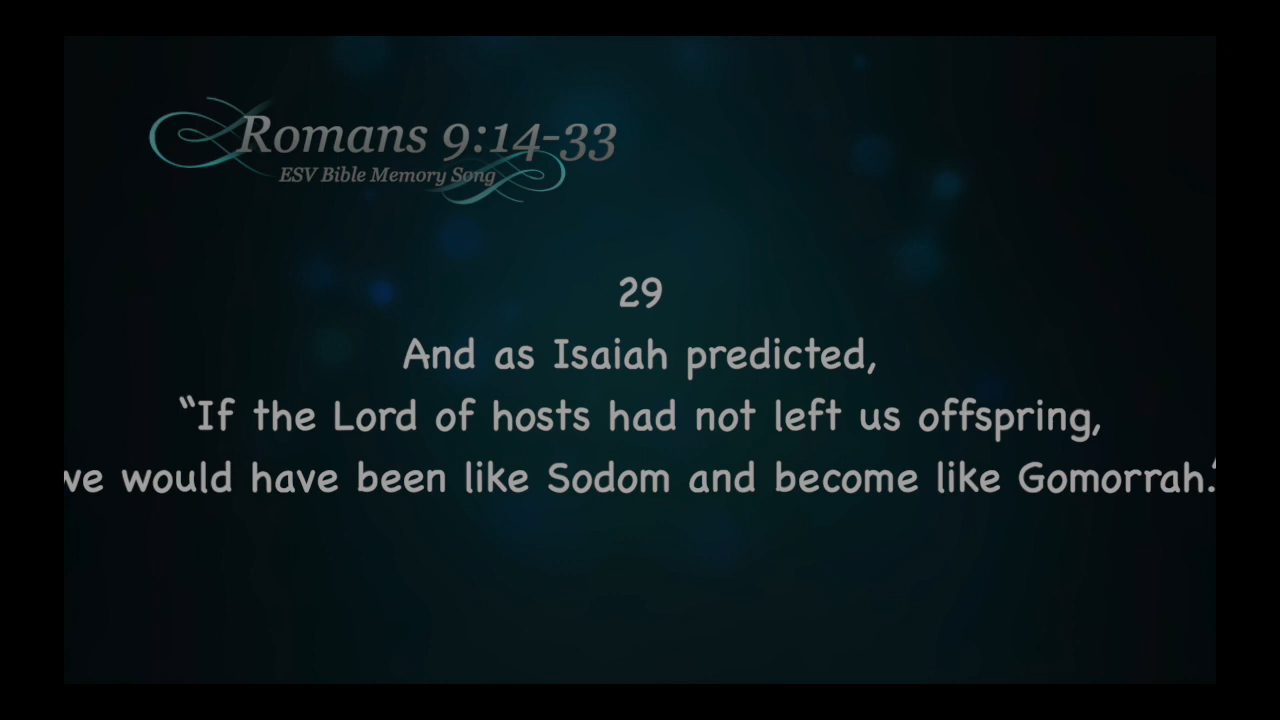 Romans 9:14-33
ESV Bible Memory Song
29
And as Isaiah predicted,
“If the Lord of hosts had not left us offspring,
we would have been like Sodom and become like Gomorrah.”